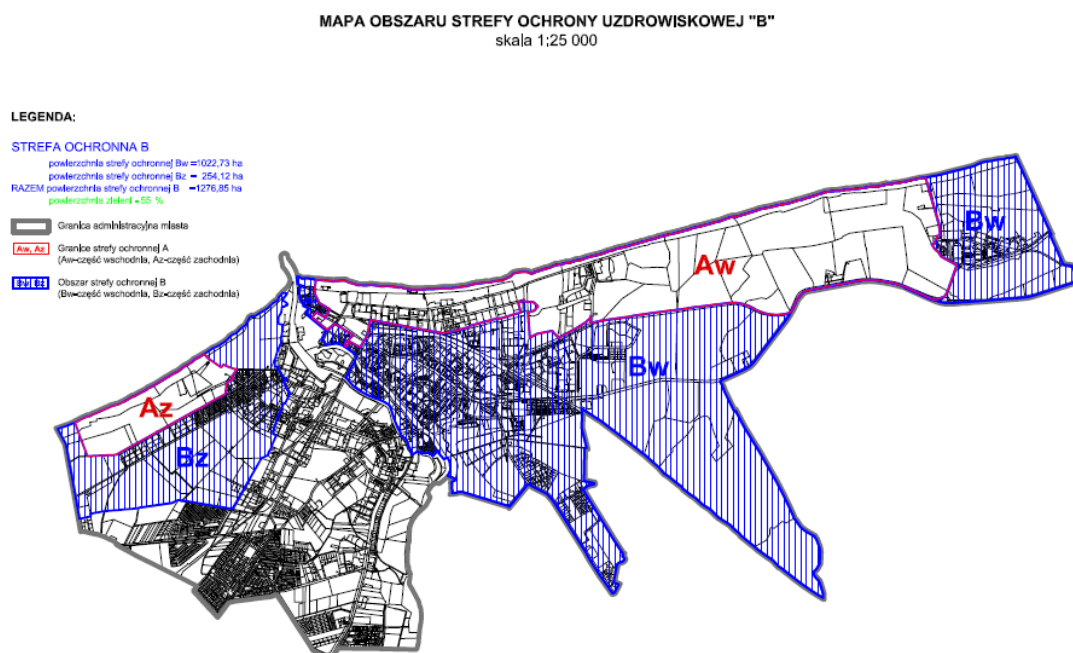 MAPA OBSZARU STREFY OCHRONY UZDROWISKOWEJ "B"
skala 1:25 000
LEGENDA:
STREFA OCHRONNA B
powierzchnia strefy ochronnej Bw =1022,73 ha
powierzchnia strefy ochronnej Bz = 254,12 ha
RAZEM powierzchnia strefy ochronnej B =1276,85 ha
powierzchnia zieleni = 55 %
Granica administracyjna miasta
Aw, Az
Granice strefy ochronnej A
(Aw-część wschodnia, Az-część zachodnia)
Bw, Bz
Obszar strefy ochronnej B
(Bw-część wschodnia, Bz-część zachodnia)
Bw
Aw
Bw
Az
Bz